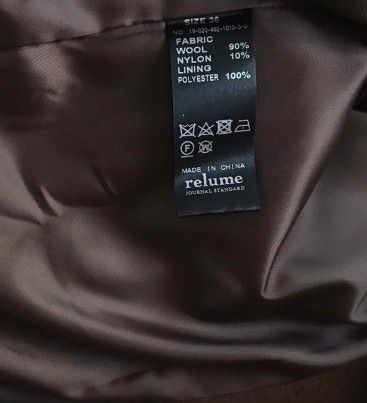 SIZE 36
FABRIC
WOOL 90%
NYLON 10%
LINING
POLYESTER 100%
F
MADE IN CHINA
relume
JOURNAL STANDARD